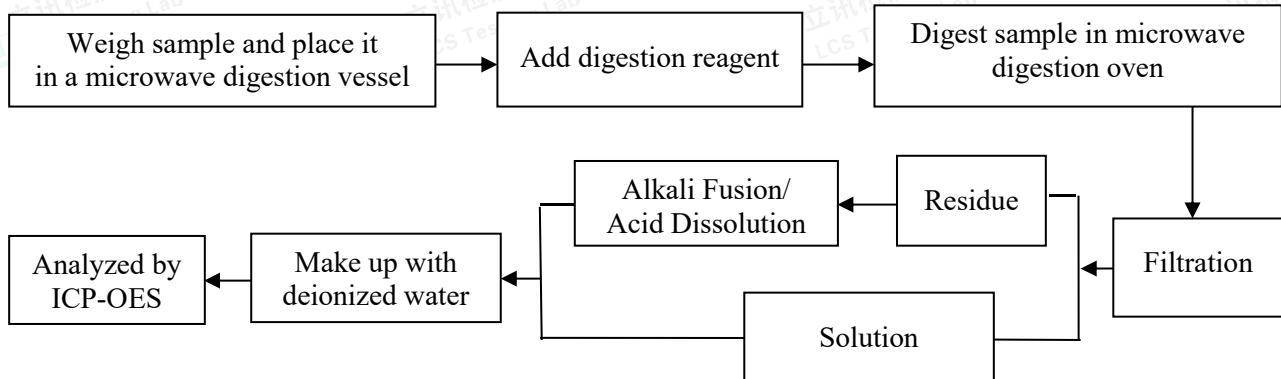 Weigh sample and place it
in a microwave digestion vessel
Add digestion reagent
Digest sample in microwave
digestion oven
Alkali Fusion/
Acid Dissolution
Residue
Filtration
Analyzed by
ICP-OES
Make up with
deionized water
Solution